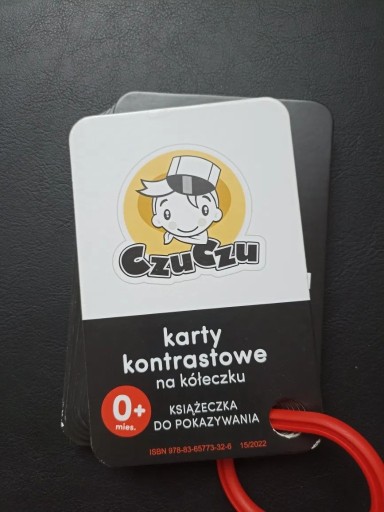 CzuCzu
karty
kontrastowe
na kółeczku
0+
mies.
KSIĄŻECZKA
DO POKAZYWANIA
ISBN 978-83-65773-32-6 15/2022